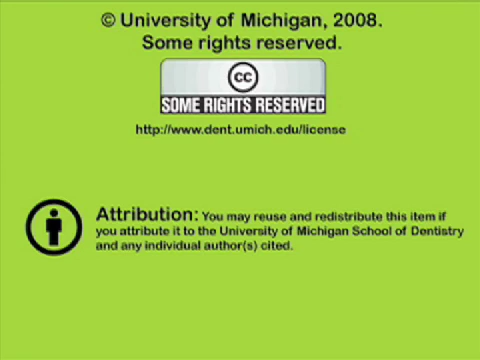 © University of Michigan, 2008.
Some rights reserved.
cc
SOME RIGHTS RESERVED
http://www.dent.umich.edu/license
Attribution: You may reuse and redistribute this item if
you attribute it to the University of Michigan School of Dentistry
and any individual author(s) cited.